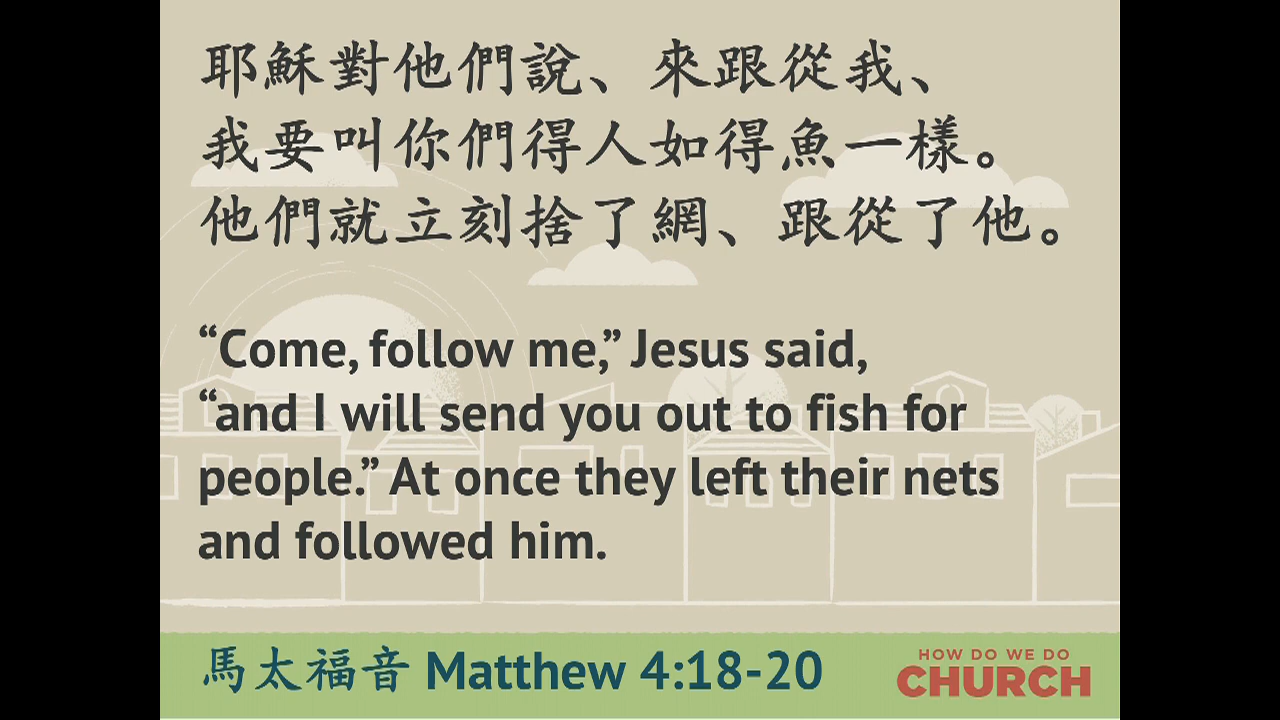 耶穌對他們說、來跟從我、
我要叫你們得人如得魚一樣。
他們就立刻捨了網、跟從了他。
“Come, follow me,” Jesus said,
“and I will send you out to fish for
people.” At once they left their nets
and followed him.
馬太福音 Matthew 4:18-20
HOW DO WE DO
CHURCH